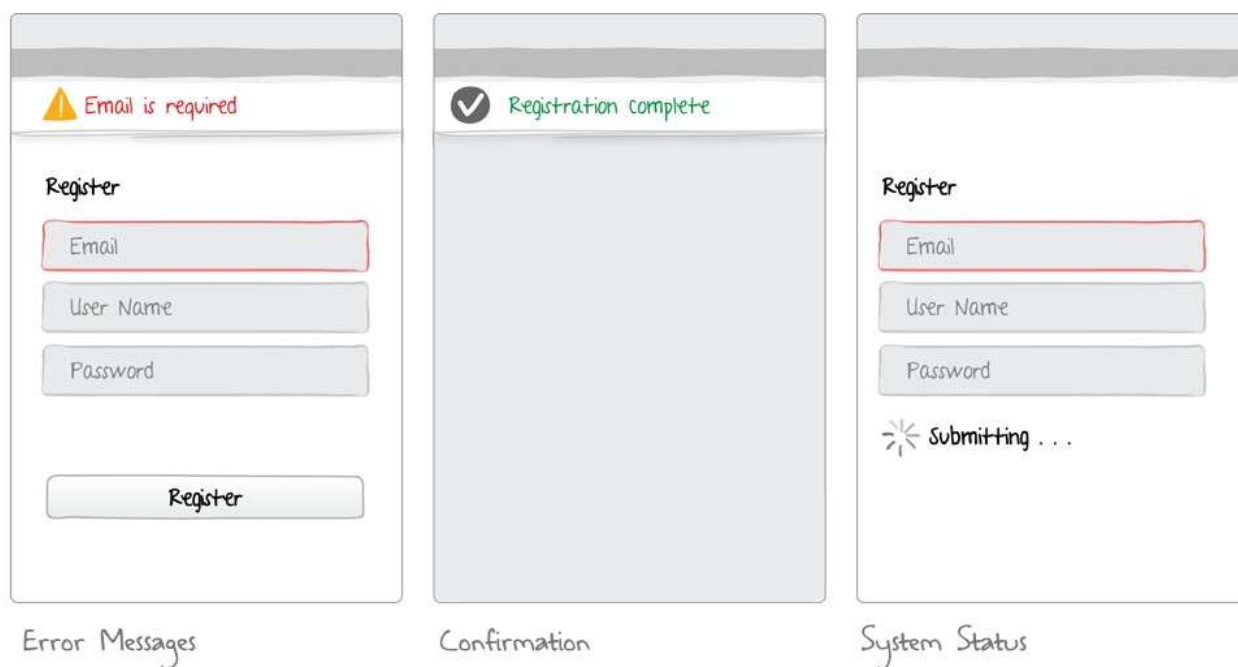 Email is required
Register
Email
User Name
Password
Register
Error Messages
Registration complete
Confirmation
Register
Email
User Name
Password
Submitting . . .
System Status